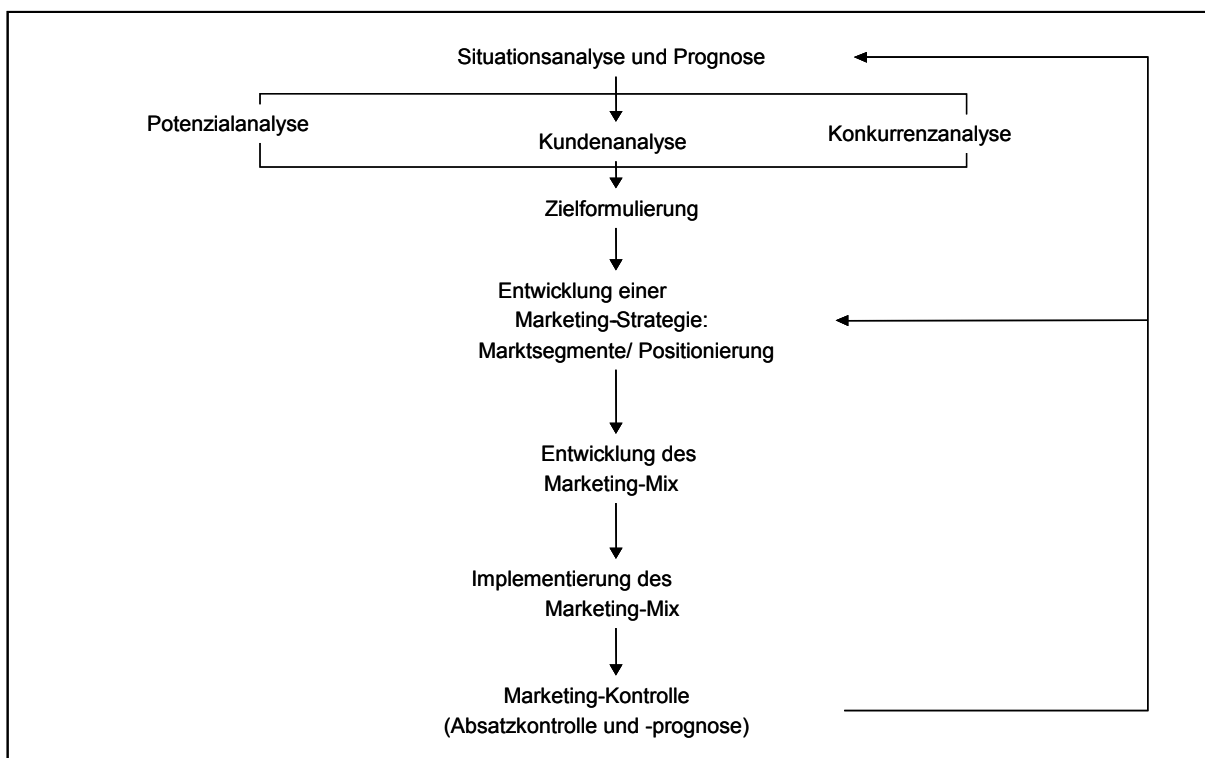 Situationsanalyse und Prognose
Potenzialanalyse
Kundenanalyse
Konkurrenzanalyse
Zielformulierung
Entwicklung einer
Marketing-Strategie:
Marktsegmente/ Positionierung
Entwicklung des
Marketing-Mix
Implementierung des
Marketing-Mix
Marketing-Kontrolle
(Absatzkontrolle und -prognose)